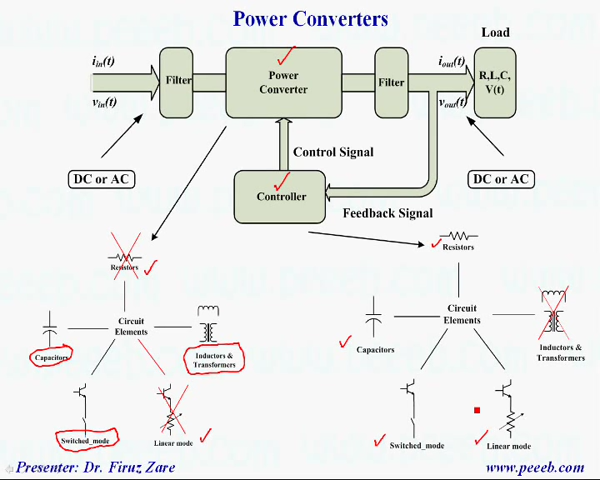 Power Converters
Load
iin(t)
vin(t)
Filter
Power
Converter
Filter
iout(t)
vout(t)
R,L,C,
V(t)
DC or AC
Control Signal
DC or AC
Controller
Feedback Signal
Resistors
Resistors
Circuit
Elements
Circuit
Elements
Capacitors
Inductors &
Transformers
Capacitors
Inductors &
Transformers
Switched_mode
Linear mode
Switched_mode
Linear mode
Presenter: Dr. Firuz Zare
www.peeeb.com